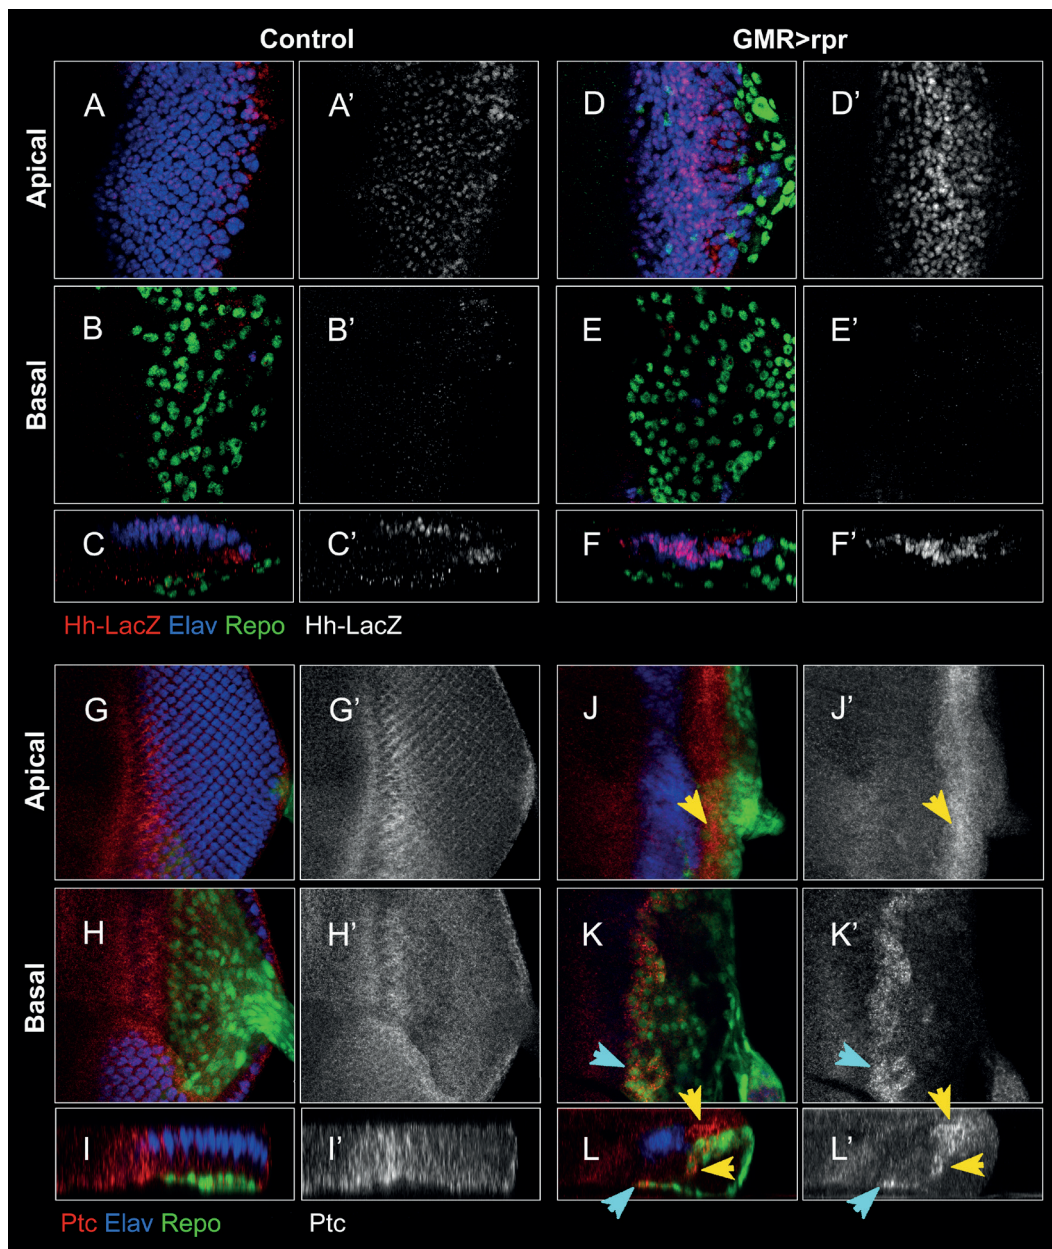 Control GMR>rpr
Apical A A' D D'
Basal B B' E E'
C C' F F'
Hh-LacZ Elav Repo Hh-LacZ
Apical G G' J J'
Basal H H' K K'
I I' L L'
Ptc Elav Repo Ptc